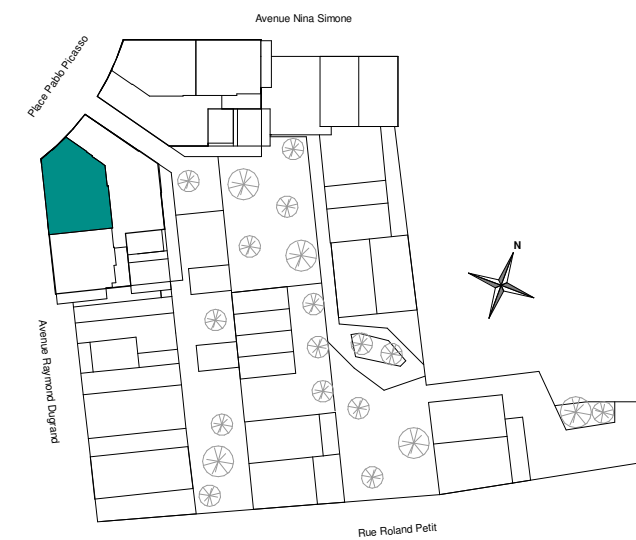 Avenue Nina Simone
Place Pablo Picasso
N
Avenue Raymond Dugrand
Rue Roland Petit